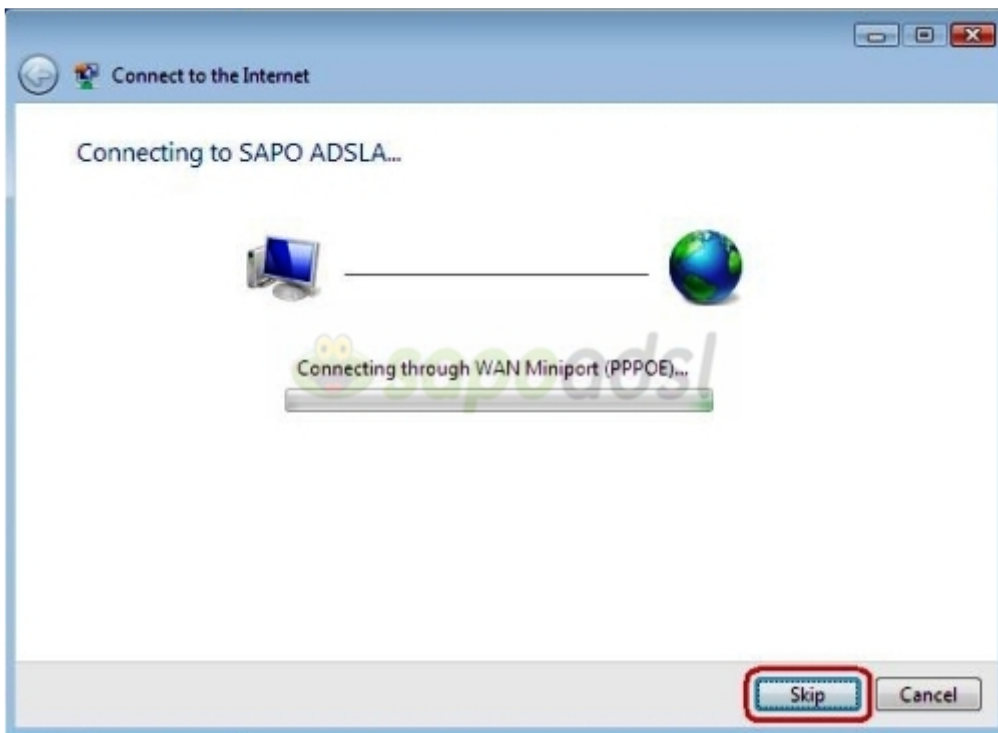 Connect to the Internet
Connecting to SAPO ADSLA...
Connecting through WAN Miniport (PPPOE)...
sapoadsl
Skip
Cancel